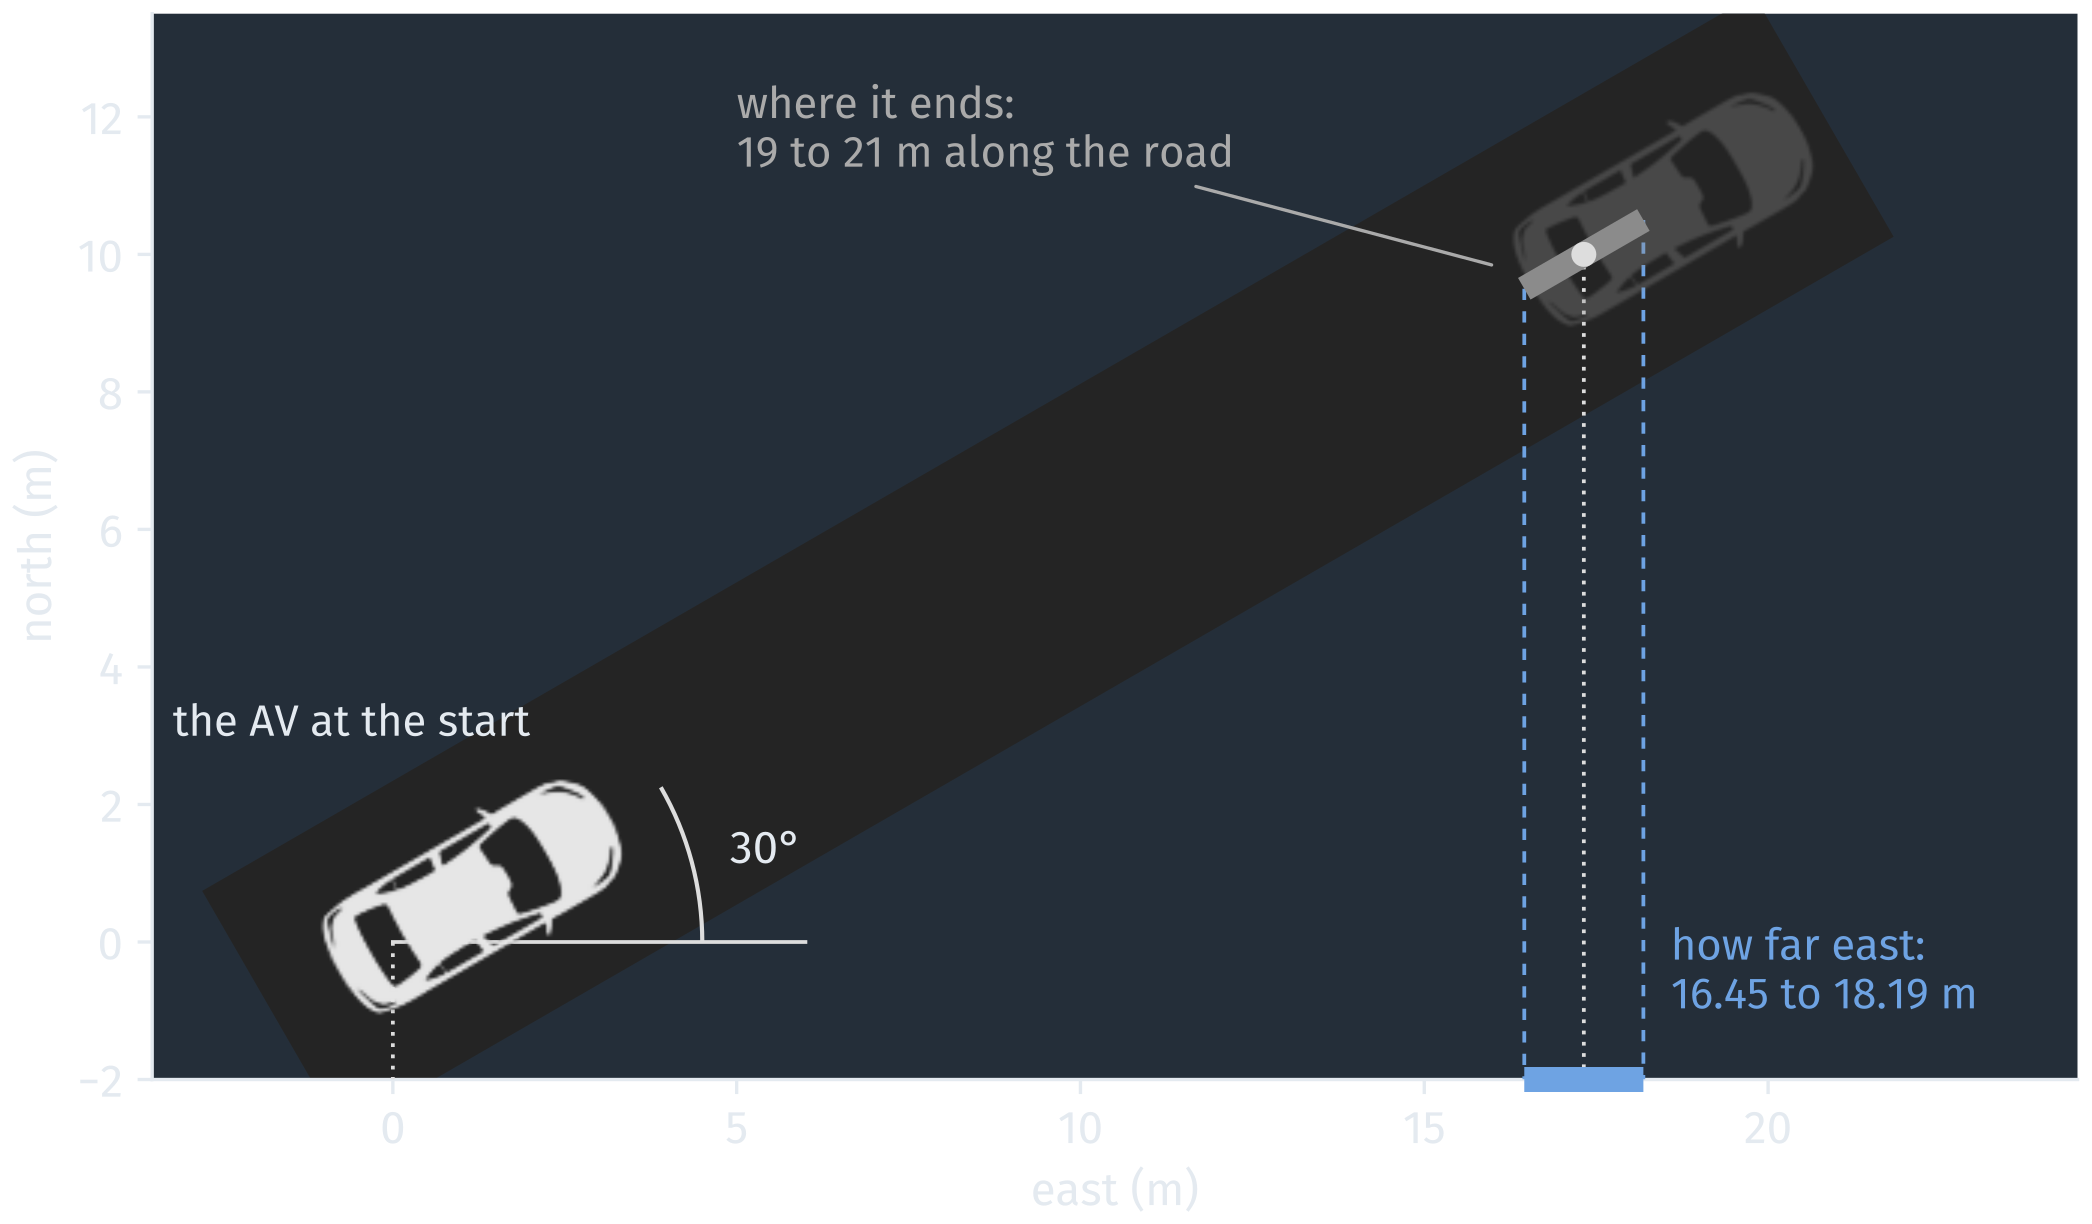 where it ends:
19 to 21 m along the road
the AV at the start
30°
how far east:
16.45 to 18.19 m
12
10
8
6
4
2
0
−2
north (m)
0
5
10
15
20
east (m)